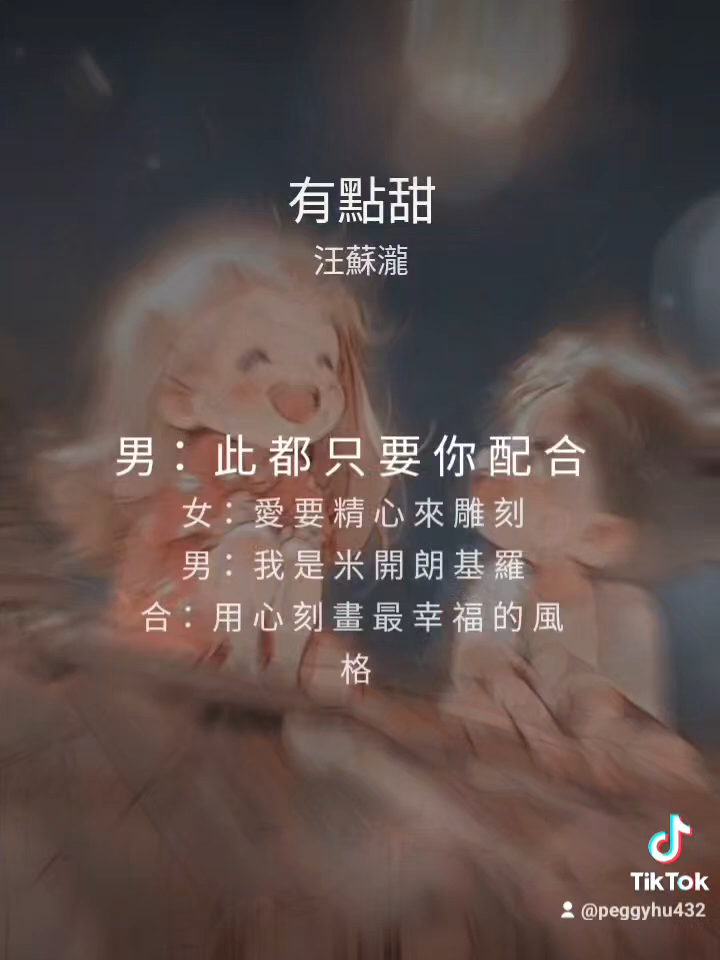 有點甜
汪蘇瀧
男：此都只要你配合
女：愛要精心來雕刻
男：我是米開朗基羅
合：用心刻畫最幸福的風
格
TikTok
@peggyhu432